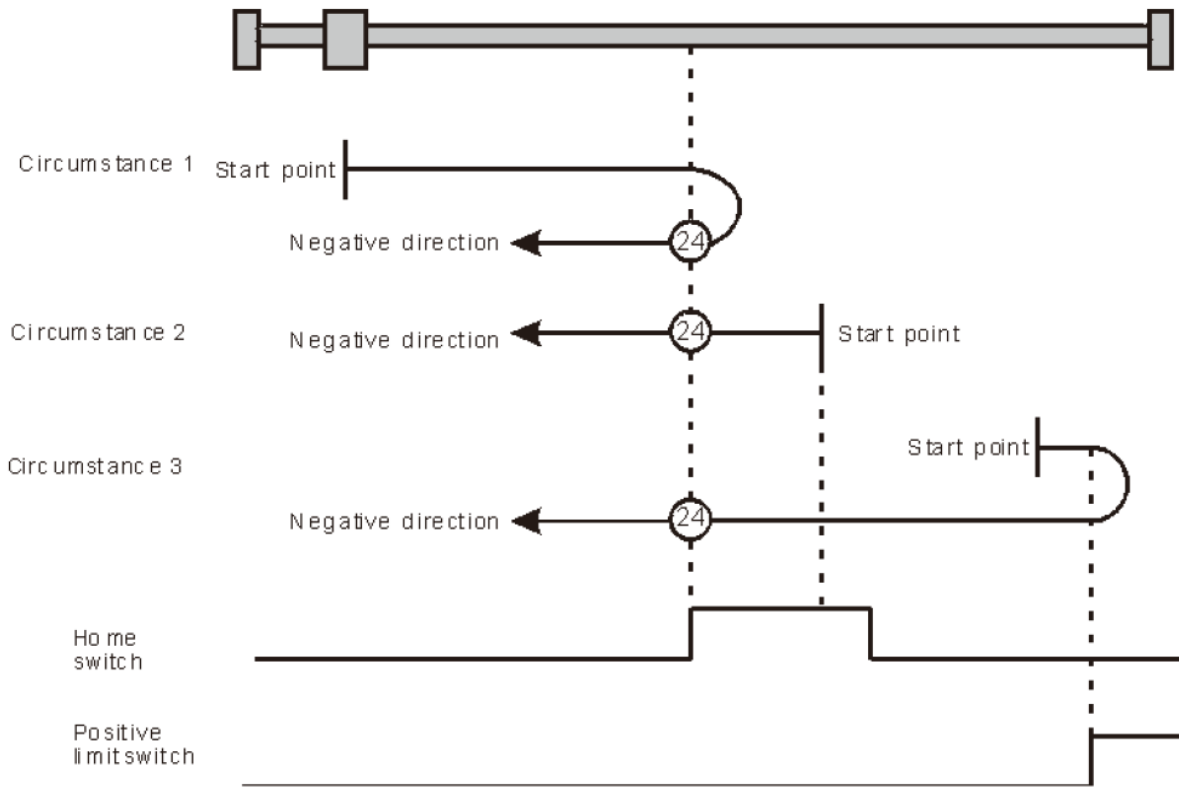 Circumstance 1
Start point
Negative direction
24
Circumstance 2
Negative direction
24
Start point
Circumstance 3
Start point
Negative direction
24
Home
switch
Positive
limit switch